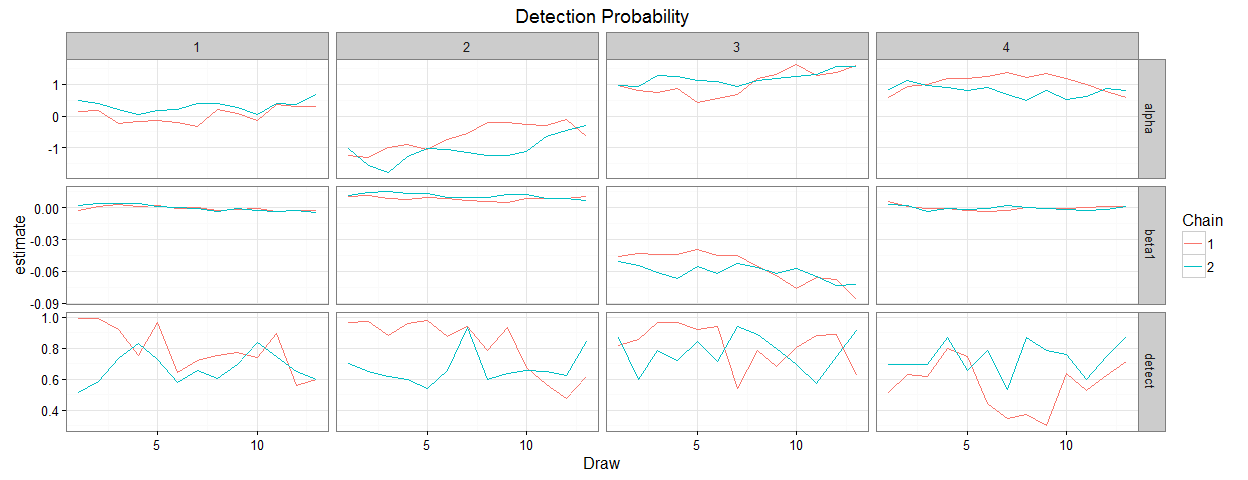 Detection Probability
1 2 3 4
1
0
-1
alpha
0.00
-0.03
-0.06
-0.09
beta1
1.0
0.8
0.6
0.4
detect
estimate
5 10 5 10 5 10 5 10
Draw
Chain
1
2